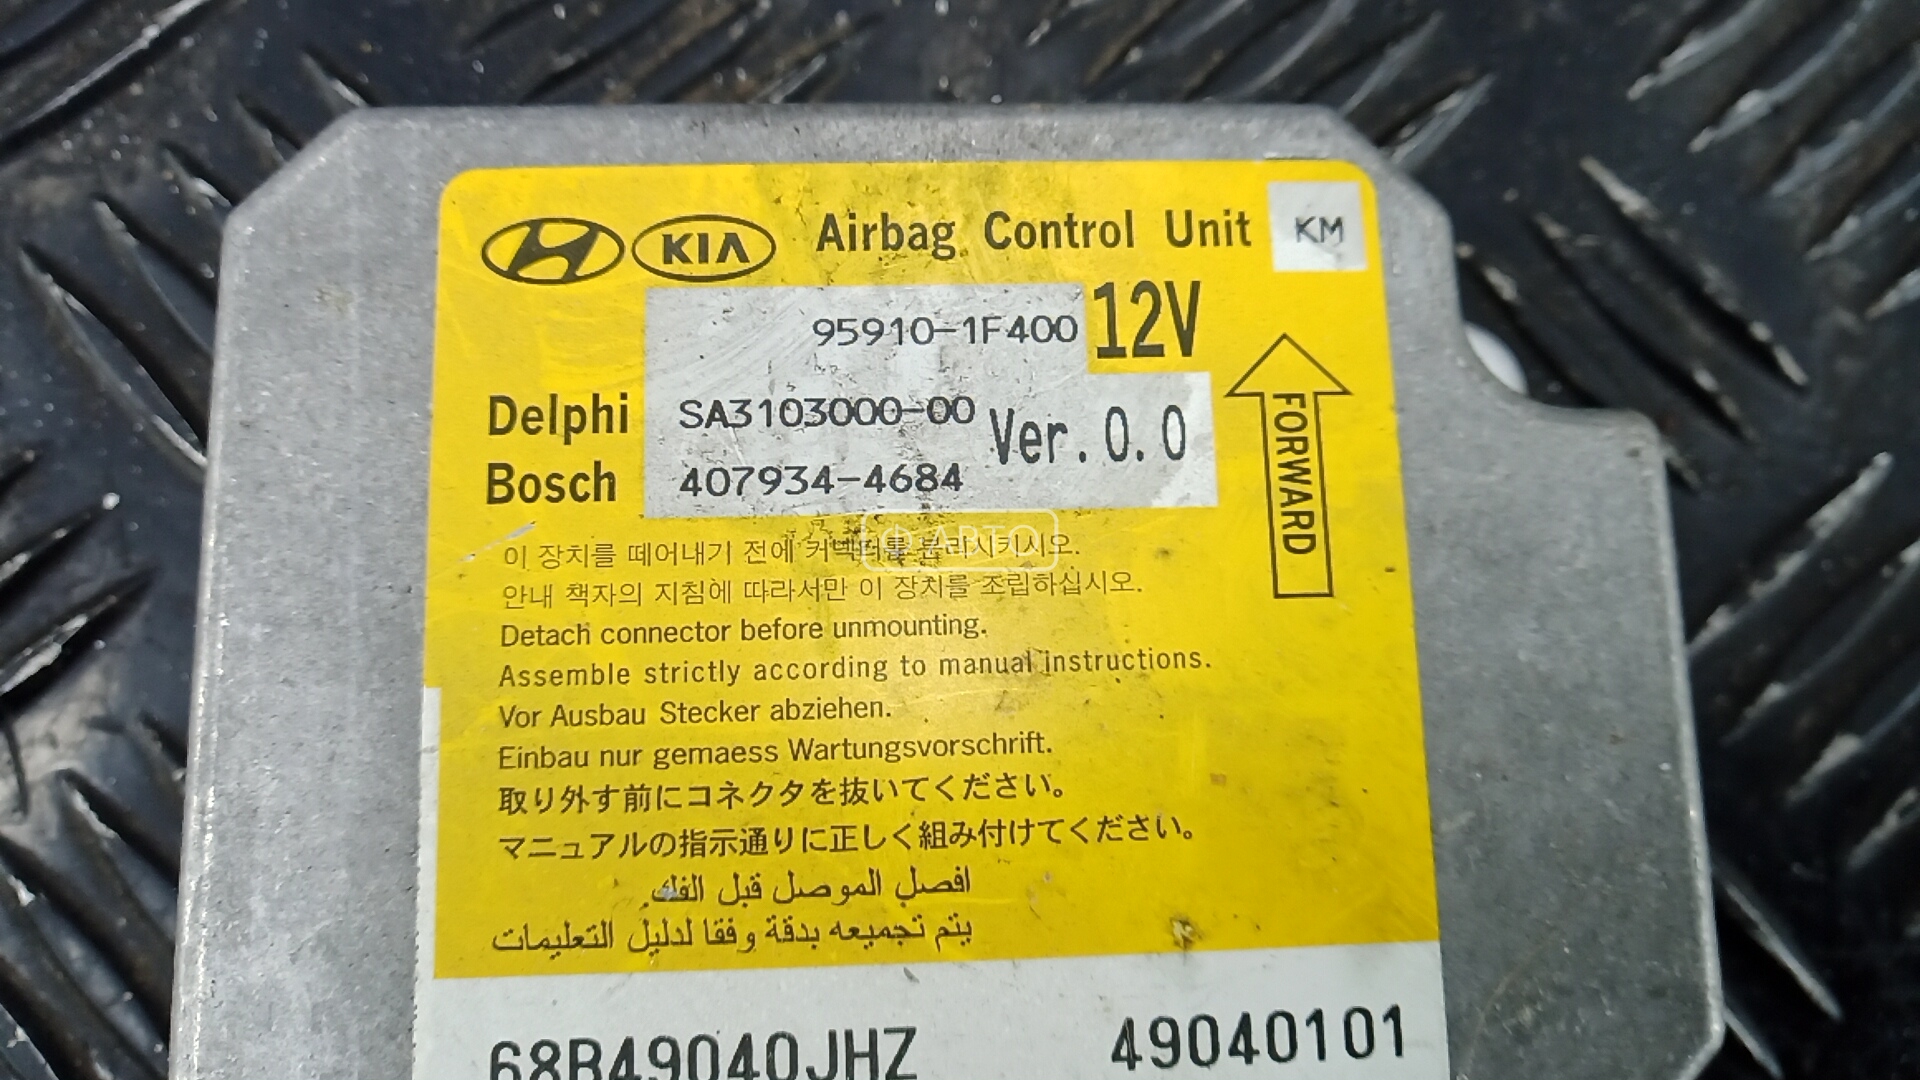 KIA Airbag Control Unit KM
95910-1F400 12V
Delphi SA3103000-00 Ver.0.0
Bosch 407934-4684
FORWARD
이 장치를 떼어내기 전에 커넥터를 분리시키시오.
안내 책자의 지침에 따라서만 이 장치를 조립하십시오.
Detach connector before unmounting.
Assemble strictly according to manual instructions.
Vor Ausbau Stecker abziehen.
Einbau nur gemaess Wartungsvorschrift.
取り外す前にコネクタを抜いてください。
マニュアルの指示通りに正しく組み付けてください。
افصل الموصل قبل الفك.
يتم تجميعه بدقة وفقا لدليل التعليمات
68B49040JHZ 49040101
Ф АВТО